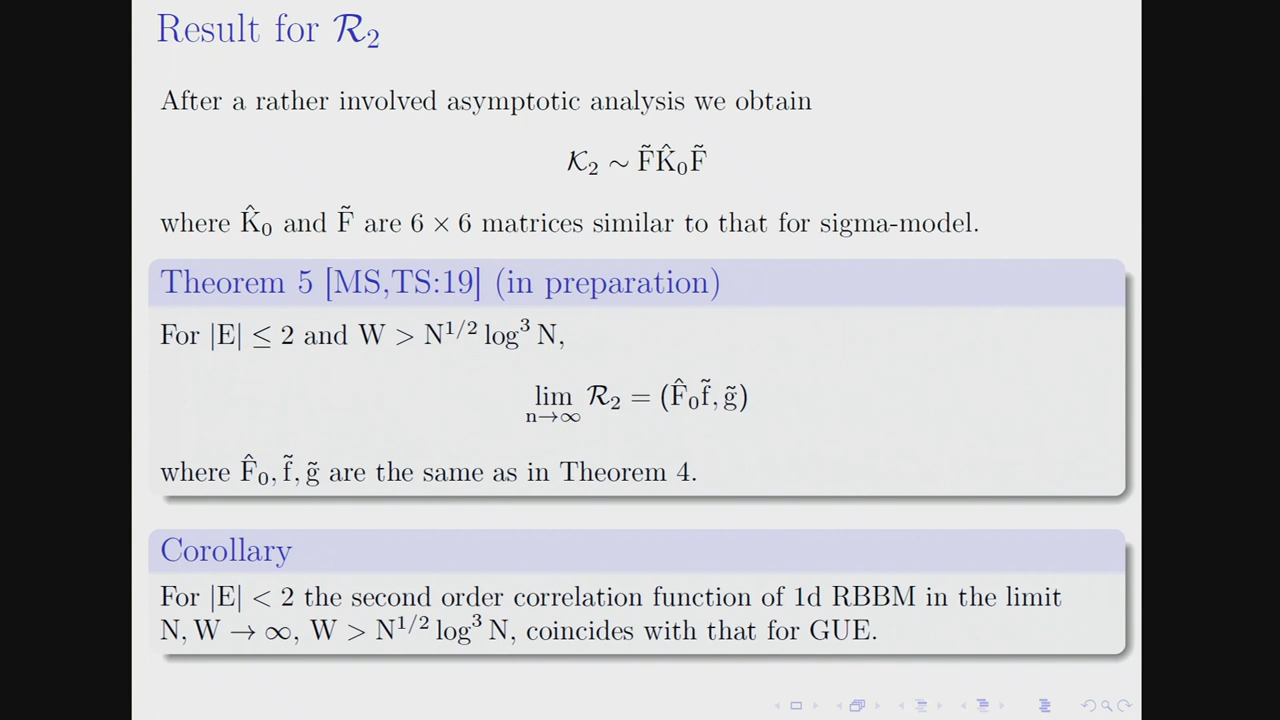 Result for 𝓡₂
After a rather involved asymptotic analysis we obtain
𝒦₂ ∼ F̃K̂₀F̃
where K̂₀ and F̃ are 6 × 6 matrices similar to that for sigma-model.
Theorem 5 [MS,TS:19] (in preparation)
For |E| ≤ 2 and W > N^{1/2} log³ N,
lim_{n→∞} 𝓡₂ = (F̂₀f̃, g̃)
where F̂₀, f̃, g̃ are the same as in Theorem 4.
Corollary
For |E| < 2 the second order correlation function of 1d RBBM in the limit
N, W → ∞, W > N^{1/2} log³ N, coincides with that for GUE.